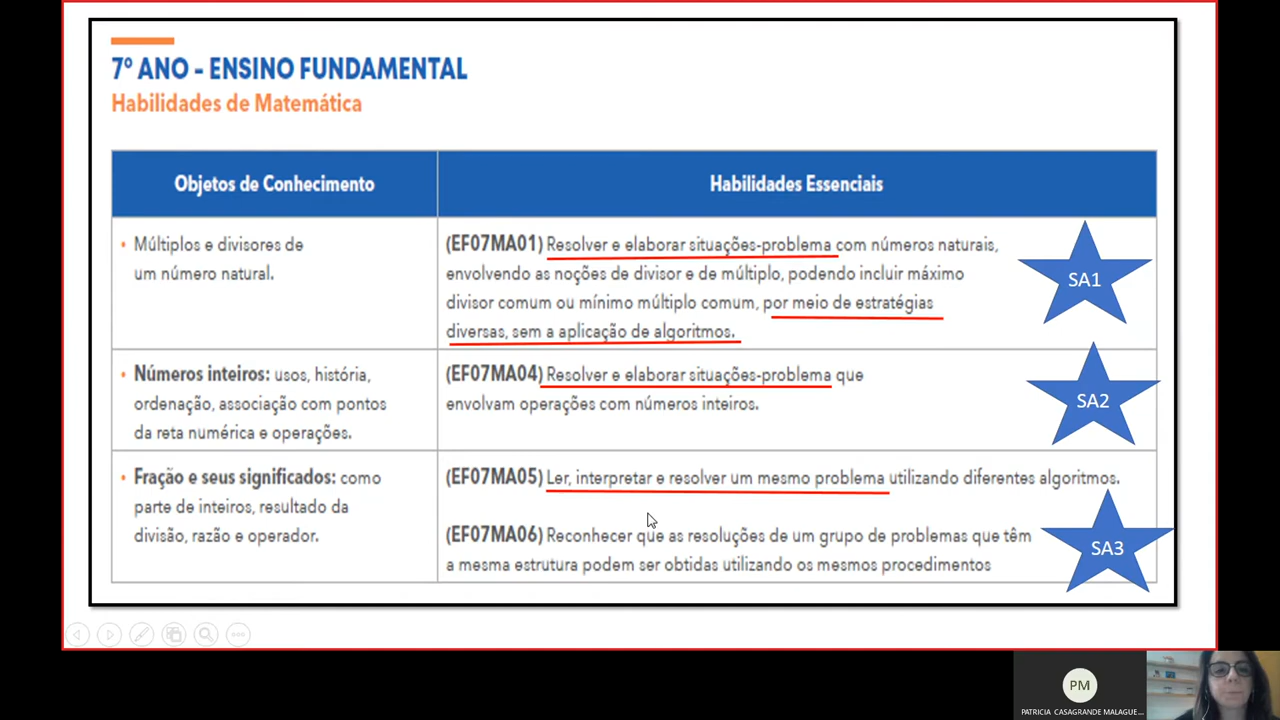 7º ANO - ENSINO FUNDAMENTAL
Habilidades de Matemática
Objetos de Conhecimento
Habilidades Essenciais
• Múltiplos e divisores de
um número natural.
(EF07MA01) Resolver e elaborar situações-problema com números naturais,
envolvendo as noções de divisor e de múltiplo, podendo incluir máximo
divisor comum ou mínimo múltiplo comum, por meio de estratégias
diversas, sem a aplicação de algoritmos.
SA1
• Números inteiros: usos, história,
ordenação, associação com pontos
da reta numérica e operações.
(EF07MA04) Resolver e elaborar situações-problema que
envolvam operações com números inteiros.
SA2
• Fração e seus significados: como
parte de inteiros, resultado da
divisão, razão e operador.
(EF07MA05) Ler, interpretar e resolver um mesmo problema utilizando diferentes algoritmos.
(EF07MA06) Reconhecer que as resoluções de um grupo de problemas que têm
a mesma estrutura podem ser obtidas utilizando os mesmos procedimentos
SA3
PM
PATRICIA CASAGRANDE MALAGUE...